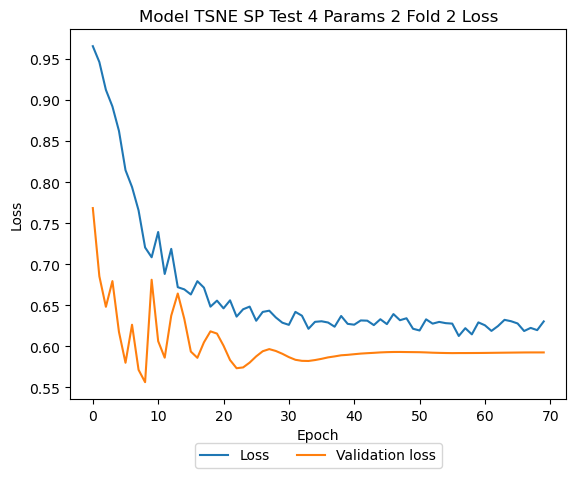 Model TSNE SP Test 4 Params 2 Fold 2 Loss
0.95
0.90
0.85
0.80
0.75
0.70
0.65
0.60
0.55
Loss
0 10 20 30 40 50 60 70
Epoch
Loss Validation loss